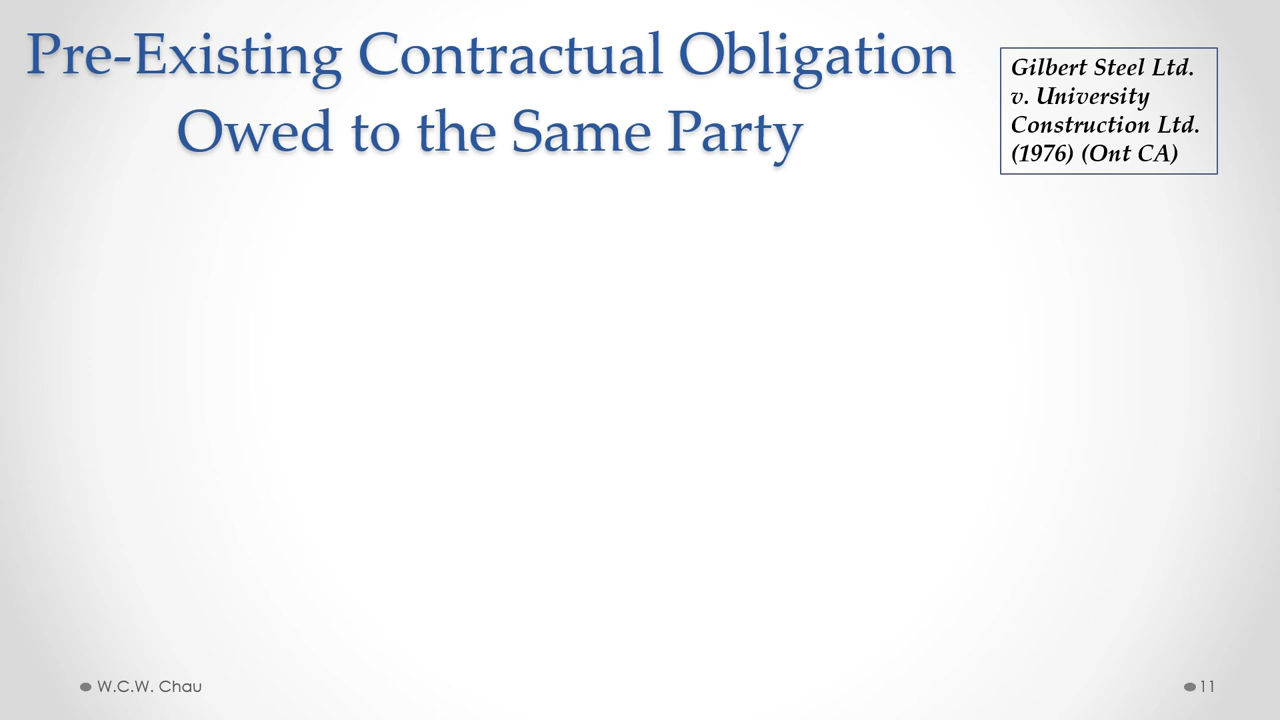 Pre-Existing Contractual Obligation
Owed to the Same Party
Gilbert Steel Ltd.
v. University
Construction Ltd.
(1976) (Ont CA)
W.C.W. Chau
11